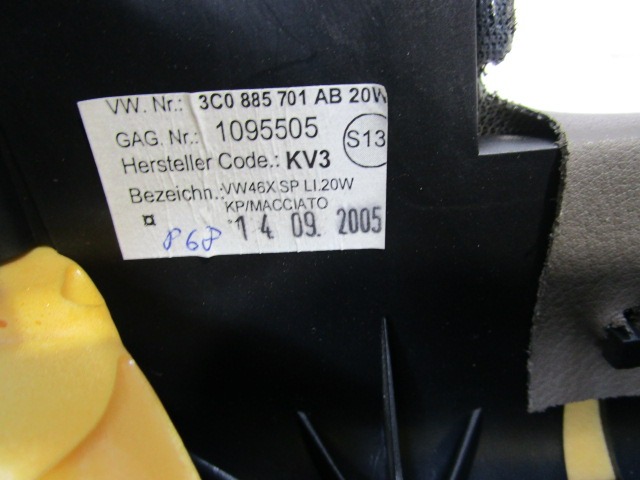 VW. Nr.: 3C0 885 701 AB 20W
GAG. Nr.: 1095505
S13
Hersteller Code.: KV3
Bezeichn.: VW46X SP LI.20W
KP/MACCIATO
868 14 09. 2005